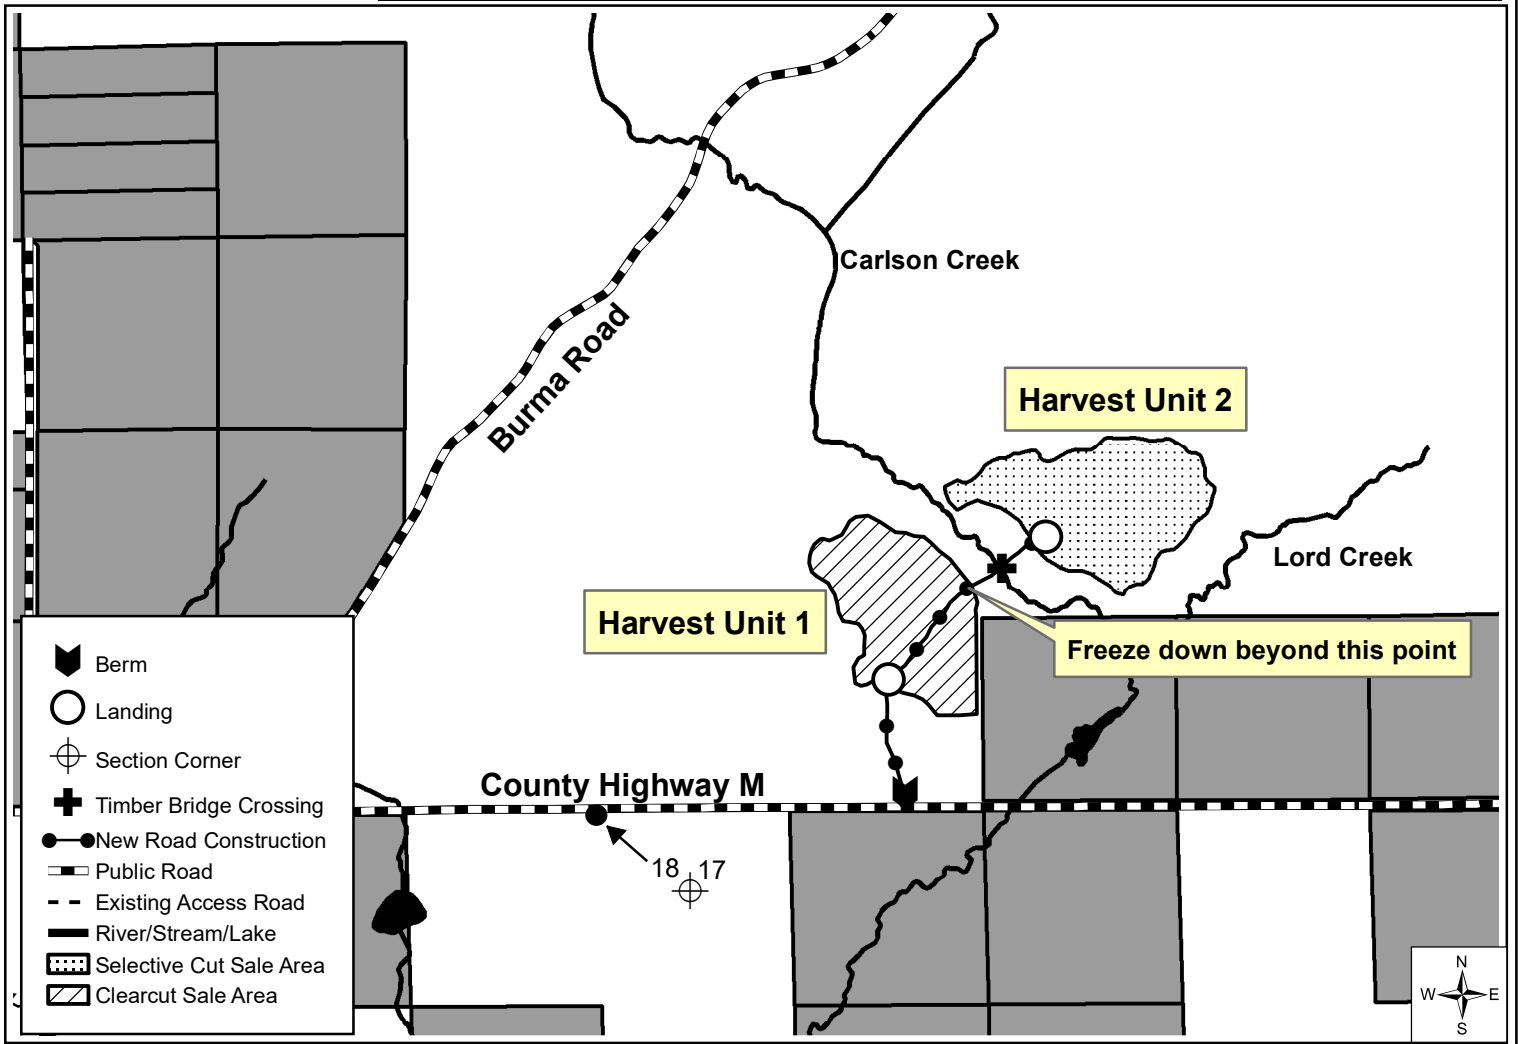 Carlson Creek
Burma Road
Harvest Unit 2
Lord Creek
Harvest Unit 1
Freeze down beyond this point
County Highway M
18 17
Berm
Landing
Section Corner
Timber Bridge Crossing
New Road Construction
Public Road
Existing Access Road
River/Stream/Lake
Selective Cut Sale Area
Clearcut Sale Area
N
W E
S